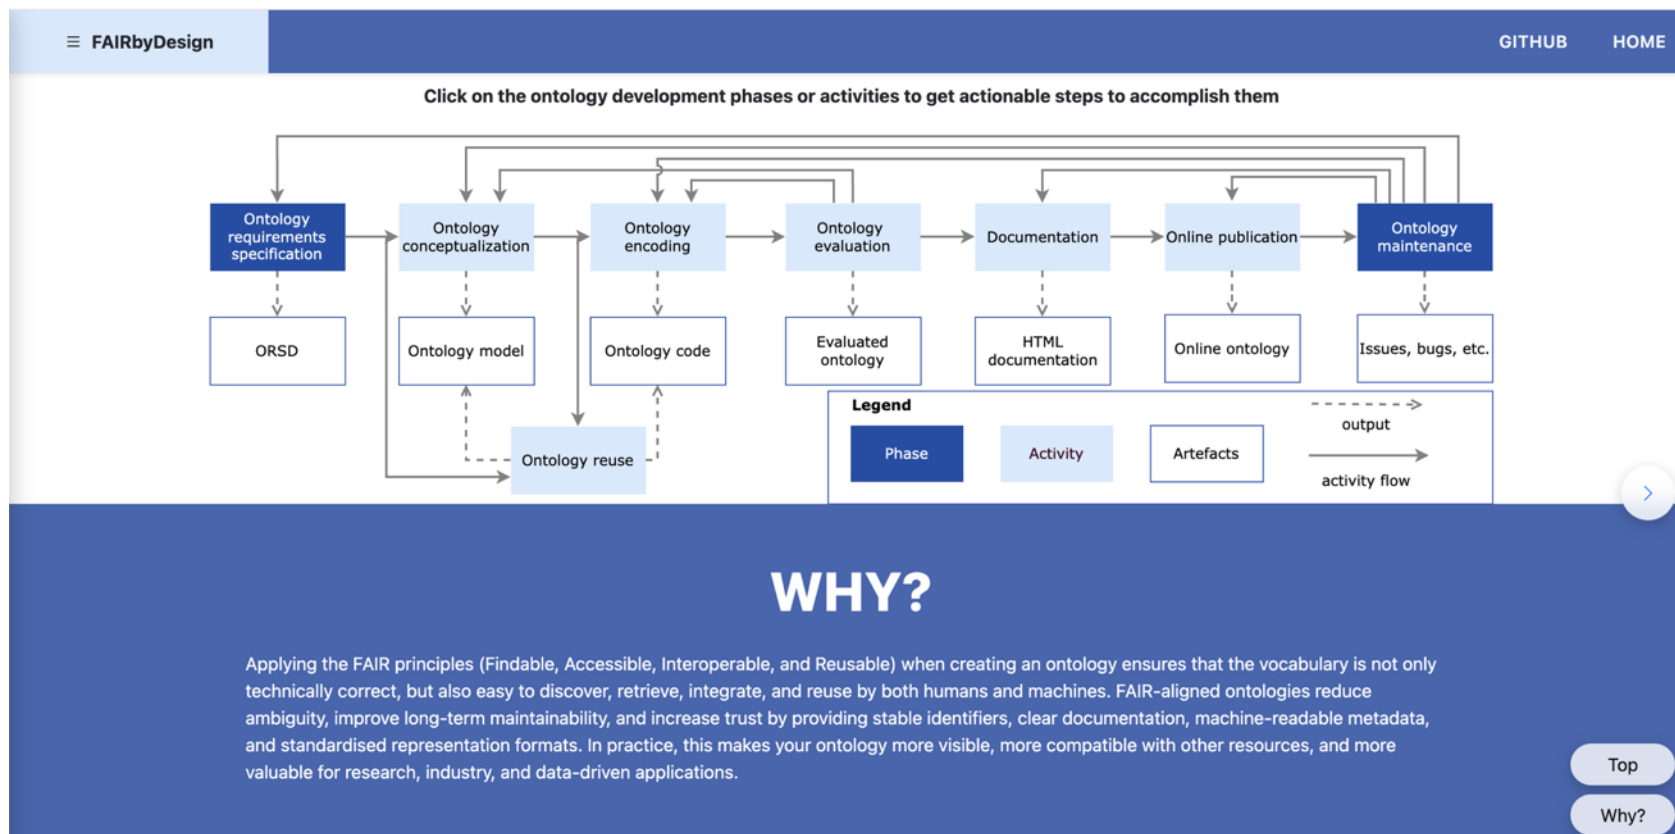 ☰ FAIRbyDesign
GITHUB
HOME
Click on the ontology development phases or activities to get actionable steps to accomplish them
Ontology
requirements
specification
Ontology
conceptualization
Ontology
encoding
Ontology
evaluation
Documentation
Online publication
Ontology
maintenance
ORSD
Ontology model
Ontology code
Evaluated
ontology
HTML
documentation
Online ontology
Issues, bugs, etc.
Ontology reuse
Legend
Phase
Activity
Artefacts
output
activity flow
WHY?
Applying the FAIR principles (Findable, Accessible, Interoperable, and Reusable) when creating an ontology ensures that the vocabulary is not only
technically correct, but also easy to discover, retrieve, integrate, and reuse by both humans and machines. FAIR-aligned ontologies reduce
ambiguity, improve long-term maintainability, and increase trust by providing stable identifiers, clear documentation, machine-readable metadata,
and standardised representation formats. In practice, this makes your ontology more visible, more compatible with other resources, and more
valuable for research, industry, and data-driven applications.
Top
Why?